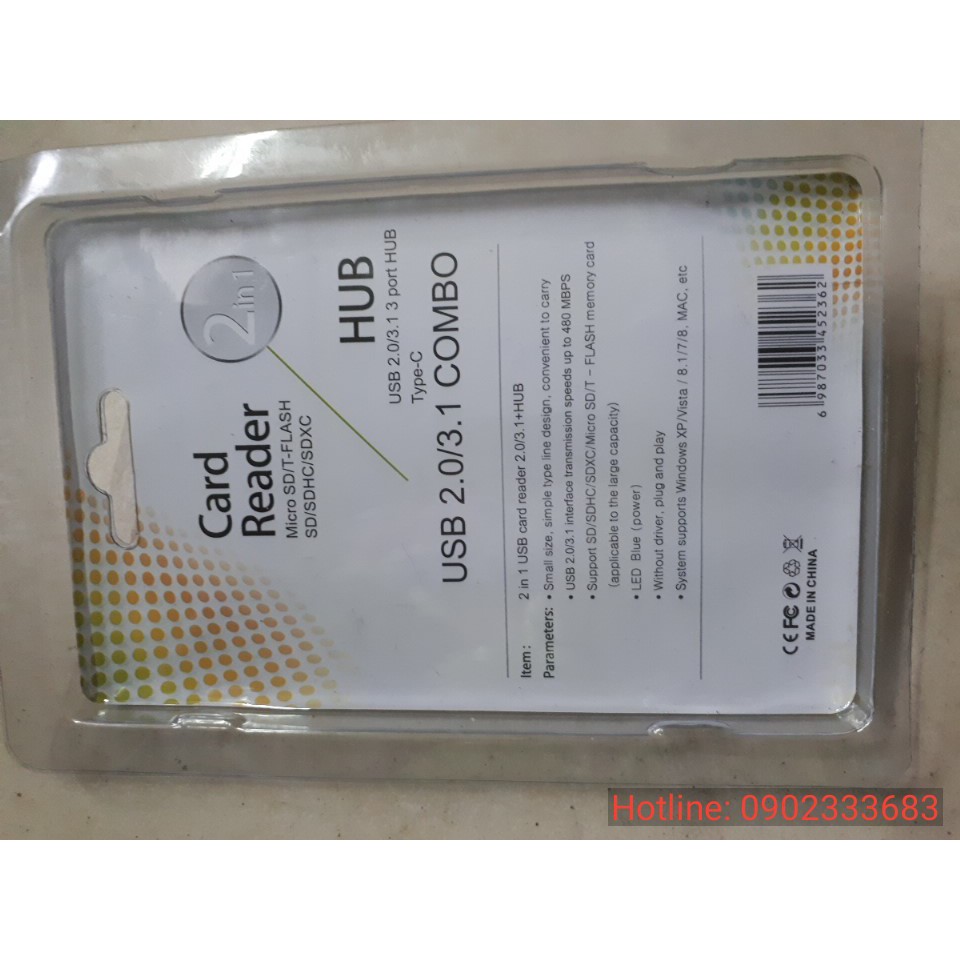 2 in 1
Card
Reader
Micro SD/T-FLASH
SD/SDHC/SDXC
HUB
USB 2.0/3.1 3 port HUB
Type-C
USB 2.0/3.1 COMBO
Item: 2 in 1 USB card reader 2.0/3.1+HUB
Parameters: • Small size, simple type line design, convenient to carry
• USB 2.0/3.1 interface transmission speeds up to 480 MBPS
• Support SD/SDHC/SDXC/Micro SD/T – FLASH memory card
(applicable to the large capacity)
• LED Blue (power)
• Without driver, plug and play
• System supports Windows XP/Vista / 8.1/7/8, MAC, etc
CE FC
MADE IN CHINA
6 987033 452362
Hotline: 0902333683